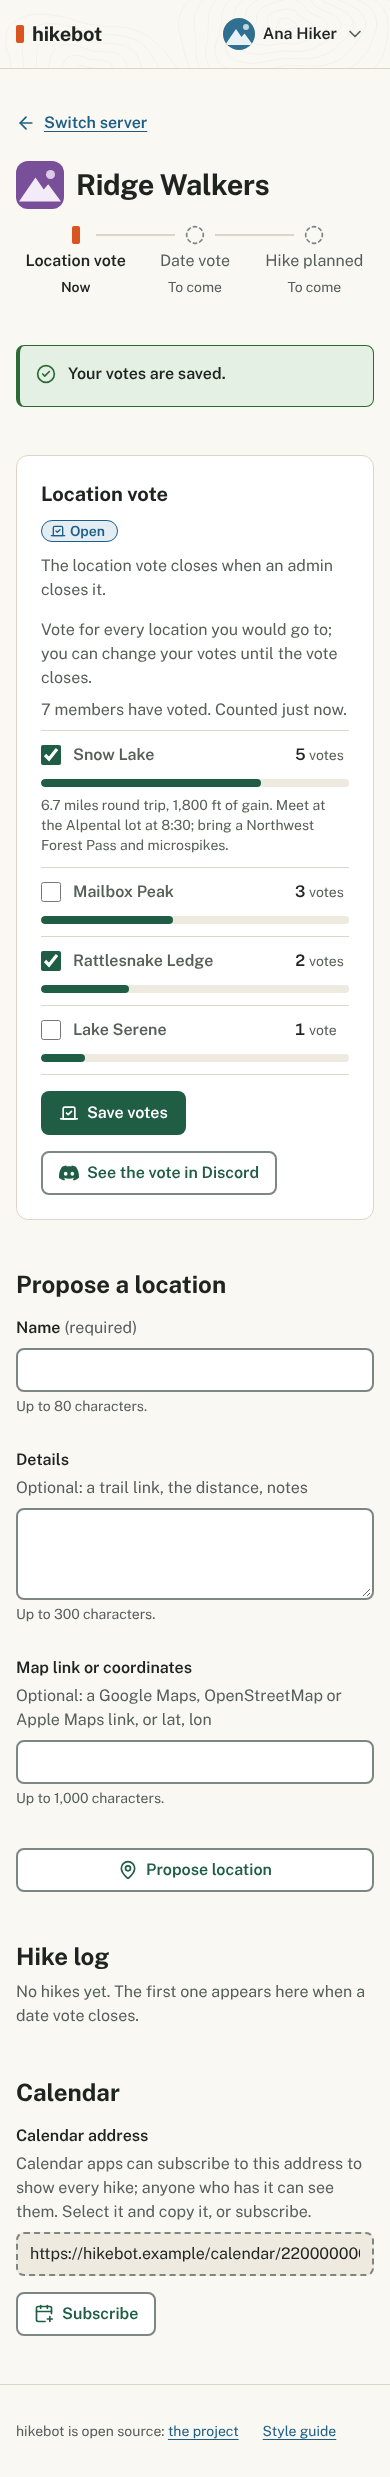 hikebot
Ana Hiker
Switch server
Ridge Walkers
Location vote
Now
Date vote
To come
Hike planned
To come
Your votes are saved.
Location vote
Open
The location vote closes when an admin
closes it.
Vote for every location you would go to;
you can change your votes until the vote
closes.
7 members have voted. Counted just now.
Snow Lake 5 votes
6.7 miles round trip, 1,800 ft of gain. Meet at
the Alpental lot at 8:30; bring a Northwest
Forest Pass and microspikes.
Mailbox Peak 3 votes
Rattlesnake Ledge 2 votes
Lake Serene 1 vote
Save votes
See the vote in Discord
Propose a location
Name (required)
Up to 80 characters.
Details
Optional: a trail link, the distance, notes
Up to 300 characters.
Map link or coordinates
Optional: a Google Maps, OpenStreetMap or
Apple Maps link, or lat, lon
Up to 1,000 characters.
Propose location
Hike log
No hikes yet. The first one appears here when a
date vote closes.
Calendar
Calendar address
Calendar apps can subscribe to this address to
show every hike; anyone who has it can see
them. Select it and copy it, or subscribe.
https://hikebot.example/calendar/220000000
Subscribe
hikebot is open source: the project Style guide